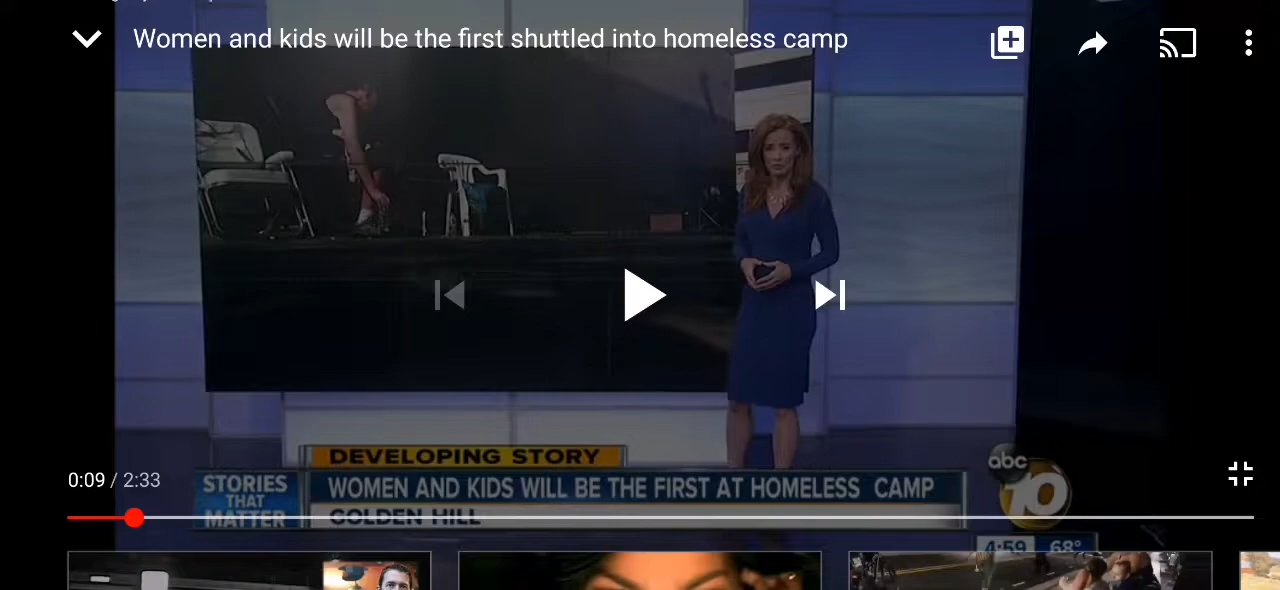 Women and kids will be the first shuttled into homeless camp
DEVELOPING STORY
0:09 / 2:33
STORIES
THAT
MATTER
WOMEN AND KIDS WILL BE THE FIRST AT HOMELESS CAMP
GOLDEN HILL
abc
10
4:59 68°